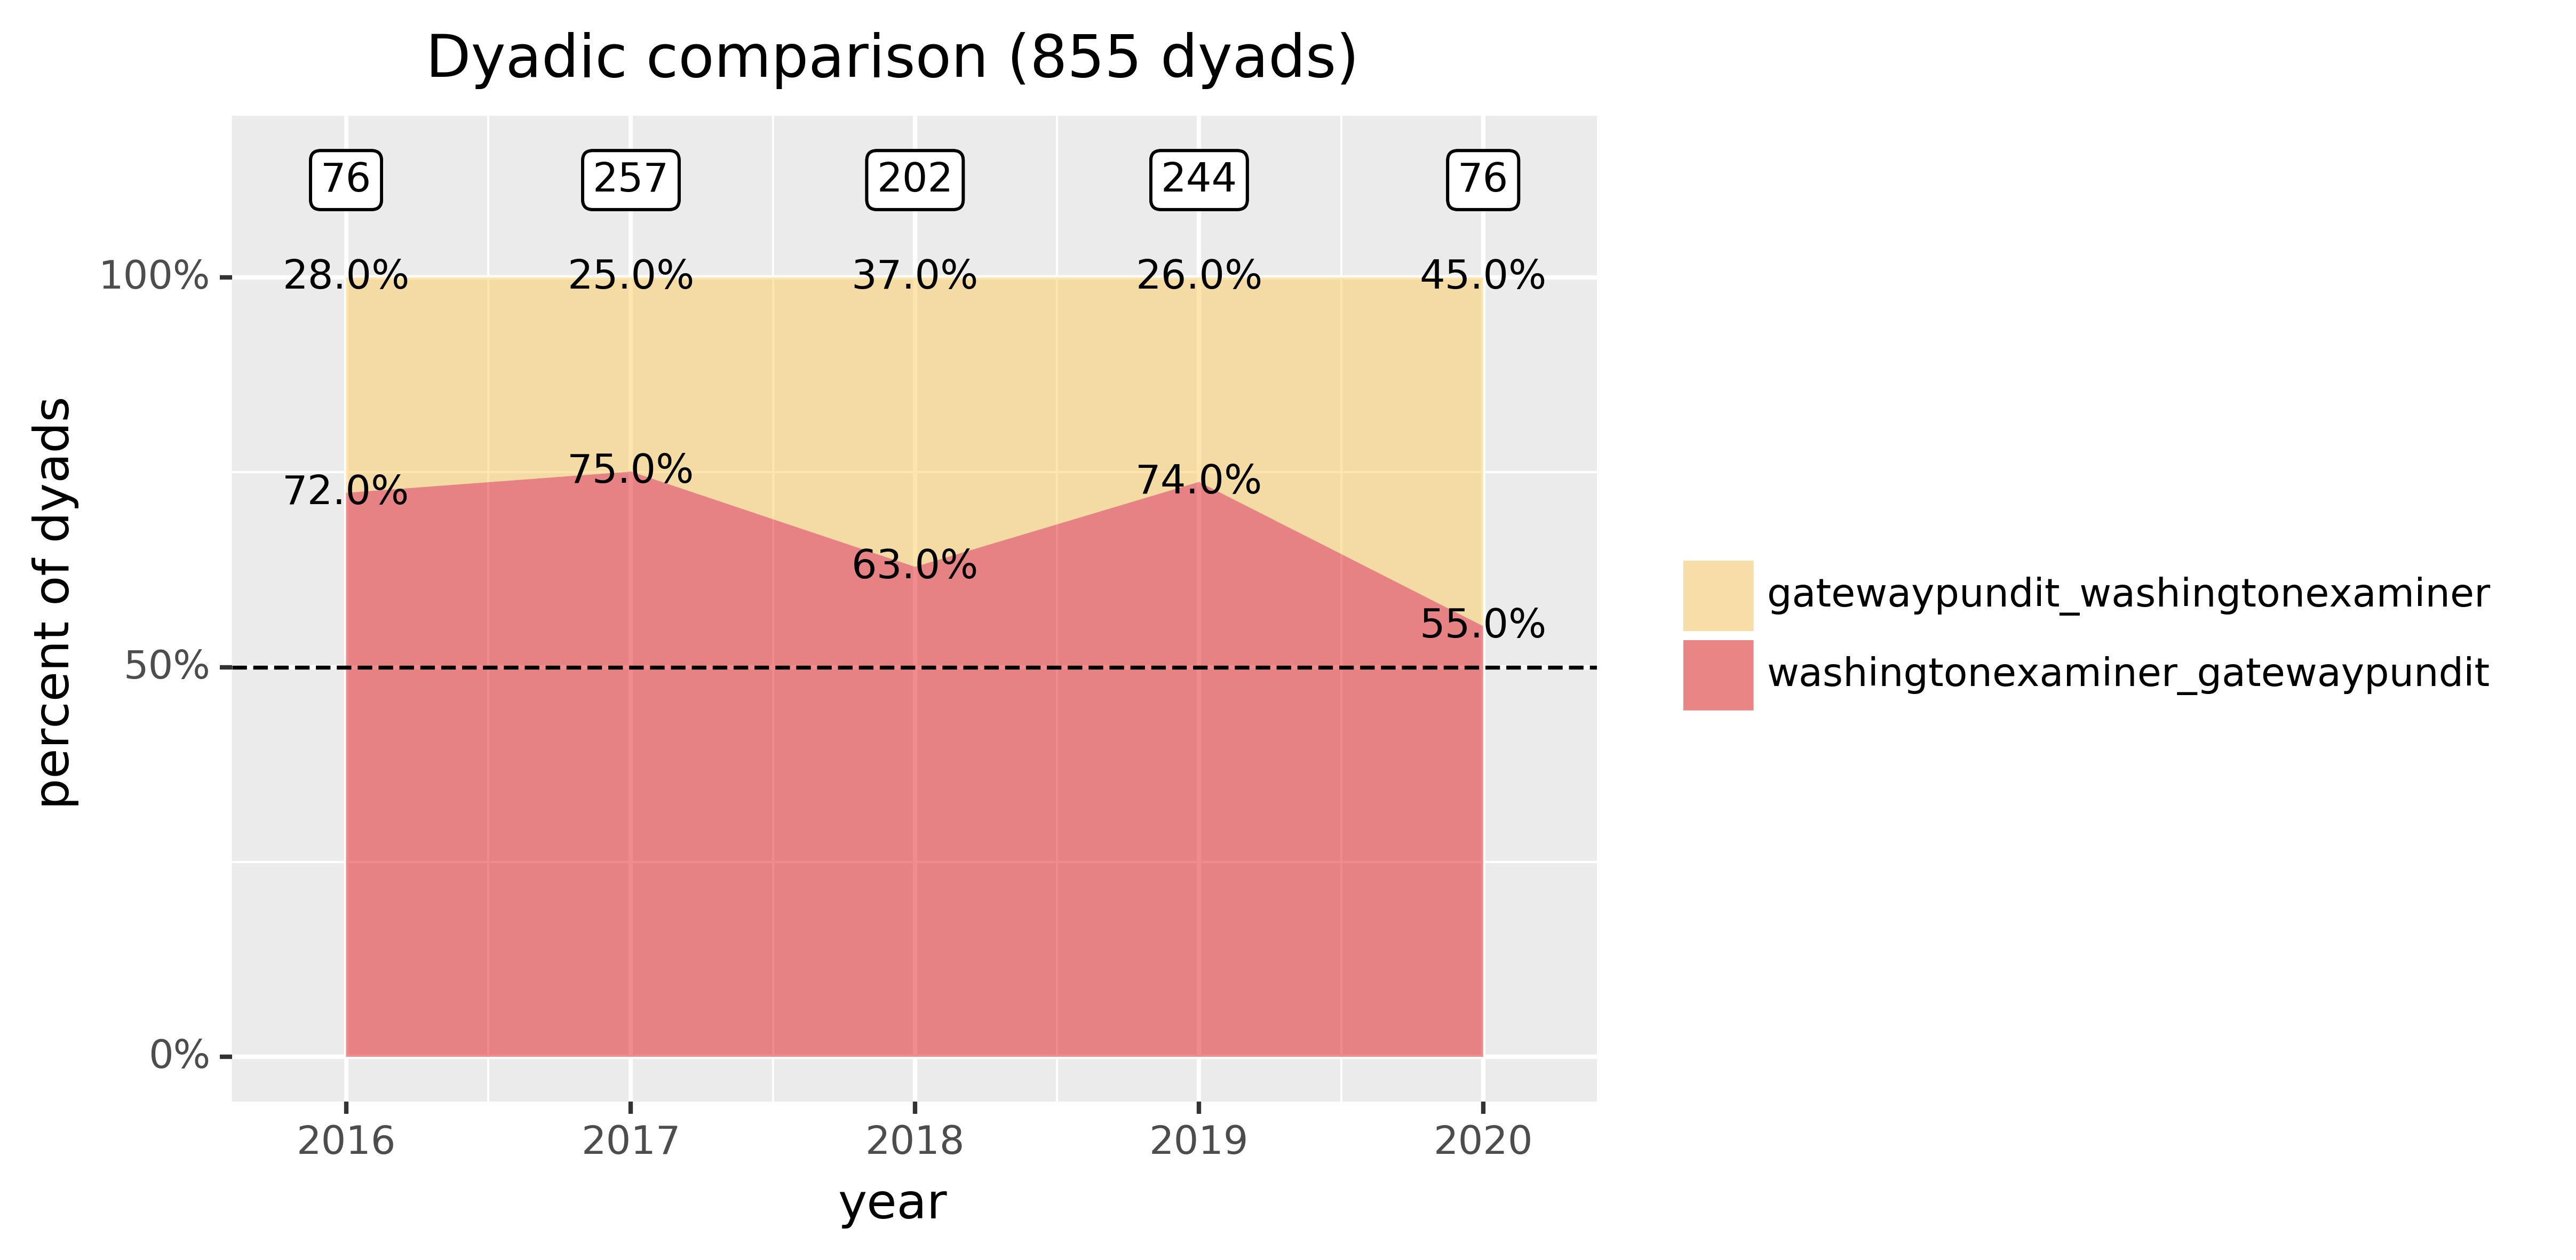 Dyadic comparison (855 dyads)
76 257 202 244 76
100%
28.0% 25.0% 37.0% 26.0% 45.0%
72.0% 75.0% 63.0% 74.0% 55.0%
50%
0%
percent of dyads
2016 2017 2018 2019 2020
year
gatewaypundit_washingtonexaminer
washingtonexaminer_gatewaypundit